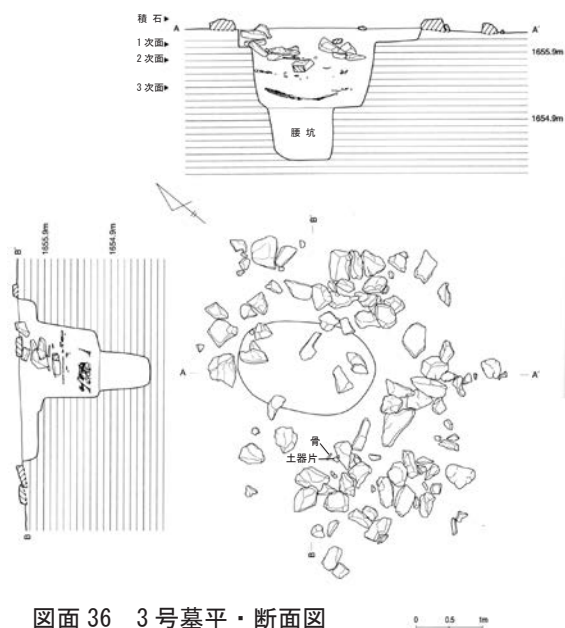 積石▶
A
A'
1次面▶
2次面▶
3次面▶
1655.9m
1654.9m
腰坑
B'
1655.9m
1654.9m
B
B
A
A'
骨
土器片
B
図面 36 3 号墓平・断面図
0 0.5 1m